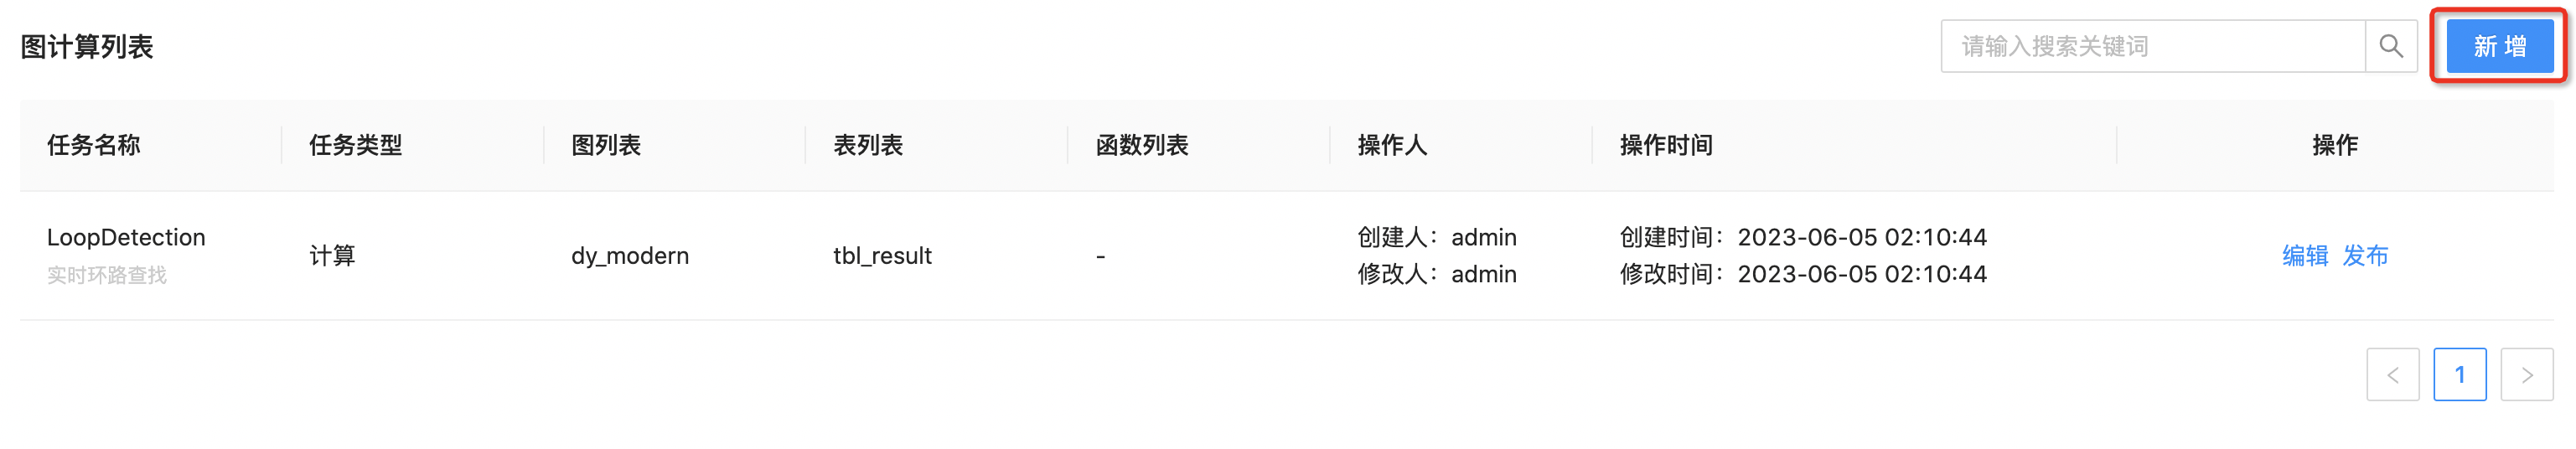 图计算列表
请输入搜索关键词
新 增
任务名称 任务类型 图列表 表列表 函数列表 操作人 操作时间 操作
LoopDetection
实时环路查找
计算
dy_modern
tbl_result
-
创建人：admin
修改人：admin
创建时间：2023-06-05 02:10:44
修改时间：2023-06-05 02:10:44
编辑 发布
< 1 >